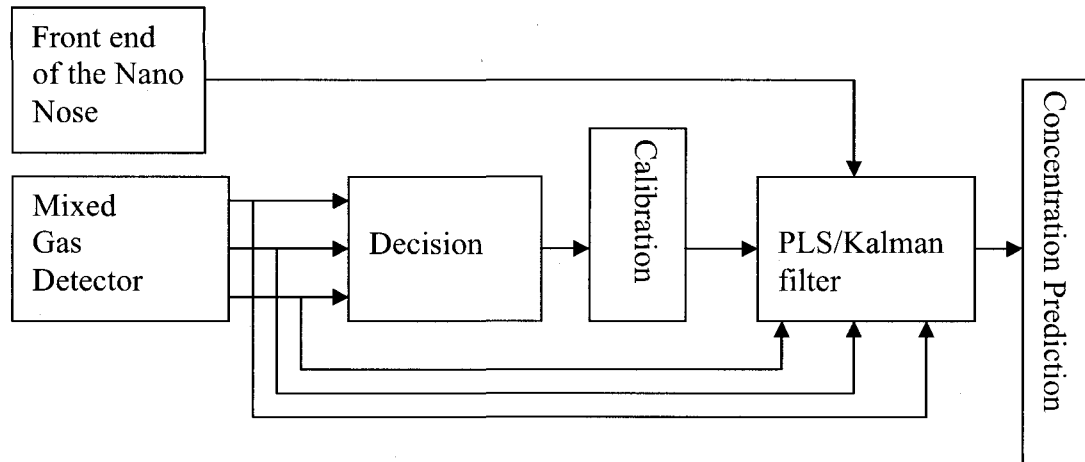 Front end
of the Nano
Nose
Mixed
Gas
Detector
Decision
Calibration
PLS/Kalman
filter
Concentration Prediction